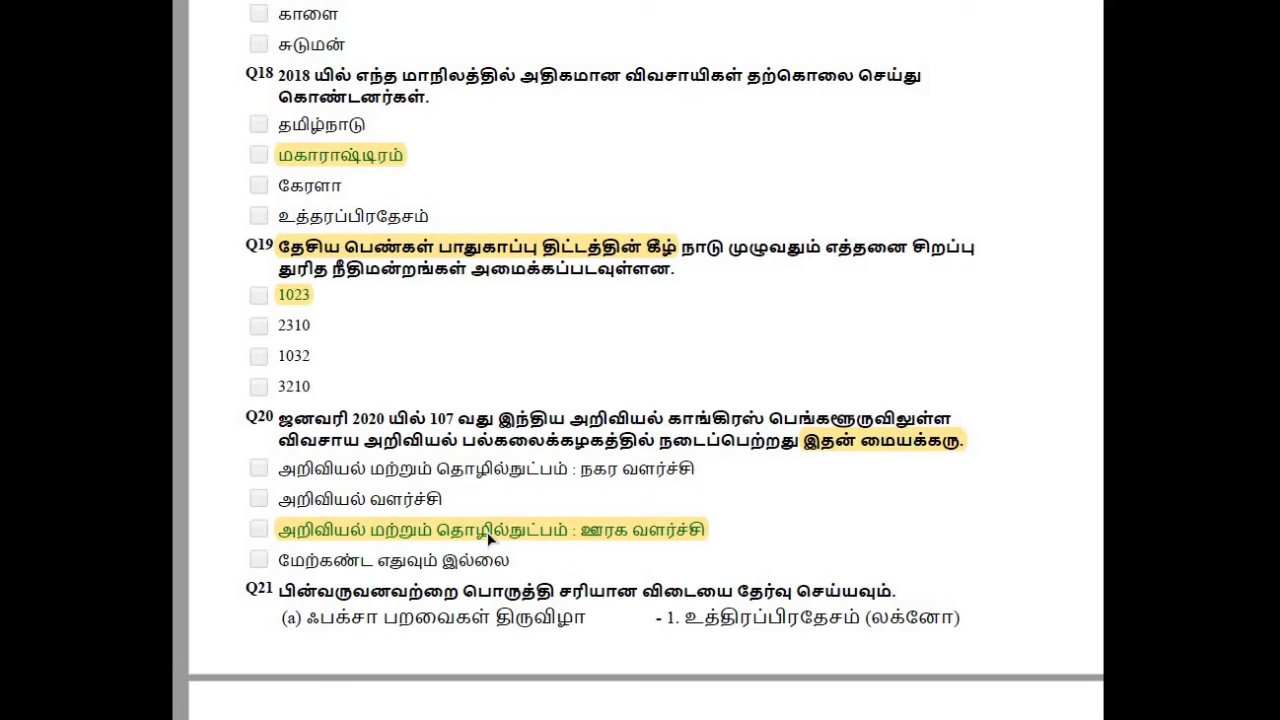 காளை
சுடுமன்
Q18 2018 யில் எந்த மாநிலத்தில் அதிகமான விவசாயிகள் தற்கொலை செய்து
கொண்டனர்கள்.
தமிழ்நாடு
மகாராஷ்டிரம்
கேரளா
உத்தரப்பிரதேசம்
Q19 தேசிய பெண்கள் பாதுகாப்பு திட்டத்தின் கீழ் நாடு முழுவதும் எத்தனை சிறப்பு
துரித நீதிமன்றங்கள் அமைக்கப்படவுள்ளன.
1023
2310
1032
3210
Q20 ஜனவரி 2020 யில் 107 வது இந்திய அறிவியல் காங்கிரஸ் பெங்களூருவிலுள்ள
விவசாய அறிவியல் பல்கலைக்கழகத்தில் நடைப்பெற்றது இதன் மையக்கரு.
அறிவியல் மற்றும் தொழில்நுட்பம் : நகர வளர்ச்சி
அறிவியல் வளர்ச்சி
அறிவியல் மற்றும் தொழில்நுட்பம் : ஊரக வளர்ச்சி
மேற்கண்ட எதுவும் இல்லை
Q21 பின்வருவனவற்றை பொருத்தி சரியான விடையை தேர்வு செய்யவும்.
(a) ஃபக்சா பறவைகள் திருவிழா - 1. உத்திரப்பிரதேசம் (லக்னோ)